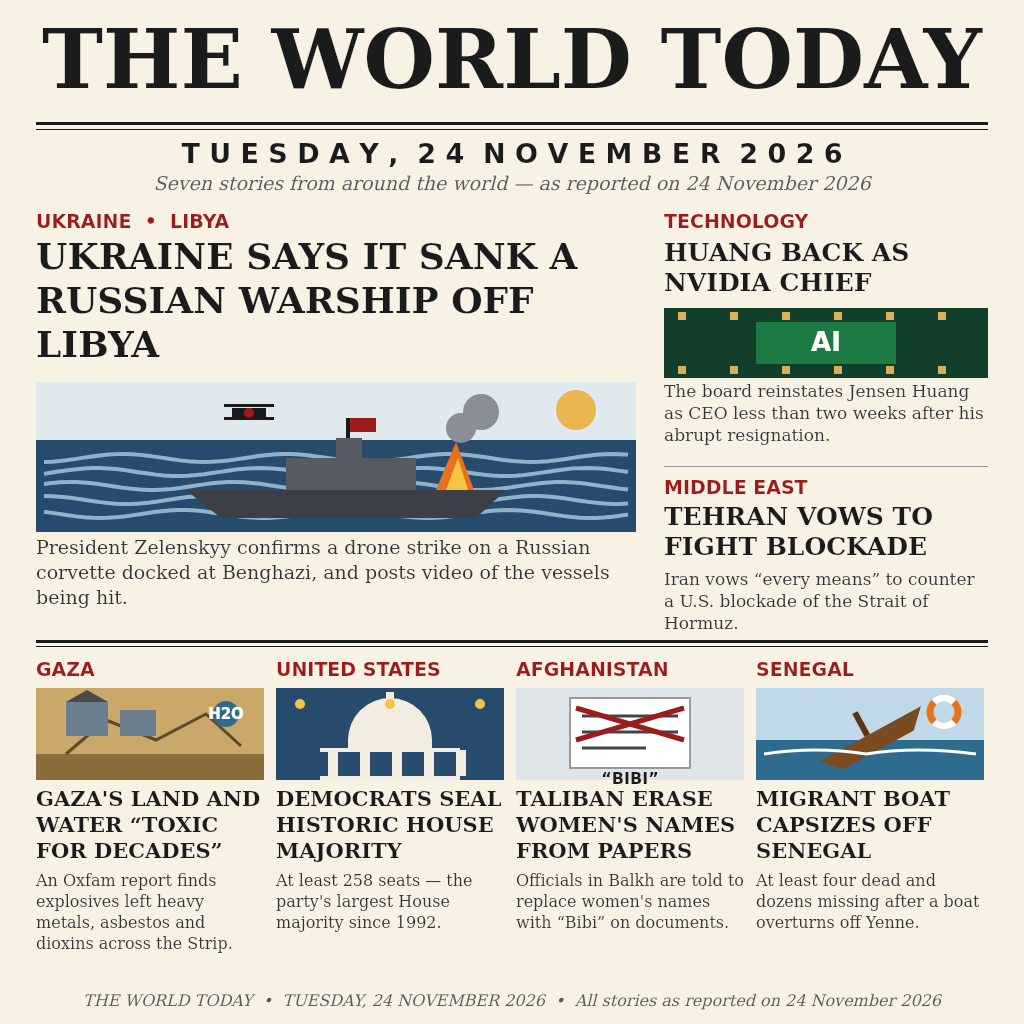 THE WORLD TODAY
TUESDAY, 24 NOVEMBER 2026
Seven stories from around the world — as reported on 24 November 2026
UKRAINE • LIBYA
UKRAINE SAYS IT SANK A
RUSSIAN WARSHIP OFF
LIBYA
President Zelenskyy confirms a drone strike on a Russian
corvette docked at Benghazi, and posts video of the vessels
being hit.
TECHNOLOGY
HUANG BACK AS
NVIDIA CHIEF
AI
The board reinstates Jensen Huang
as CEO less than two weeks after his
abrupt resignation.
MIDDLE EAST
TEHRAN VOWS TO
FIGHT BLOCKADE
Iran vows “every means” to counter
a U.S. blockade of the Strait of
Hormuz.
GAZA
H2O
GAZA'S LAND AND
WATER “TOXIC
FOR DECADES”
An Oxfam report finds
explosives left heavy
metals, asbestos and
dioxins across the Strip.
UNITED STATES
DEMOCRATS SEAL
HISTORIC HOUSE
MAJORITY
At least 258 seats — the
party's largest House
majority since 1992.
AFGHANISTAN
“BIBI”
TALIBAN ERASE
WOMEN'S NAMES
FROM PAPERS
Officials in Balkh are told to
replace women's names
with “Bibi” on documents.
SENEGAL
MIGRANT BOAT
CAPSIZES OFF
SENEGAL
At least four dead and
dozens missing after a boat
overturns off Yenne.
THE WORLD TODAY • TUESDAY, 24 NOVEMBER 2026 • All stories as reported on 24 November 2026